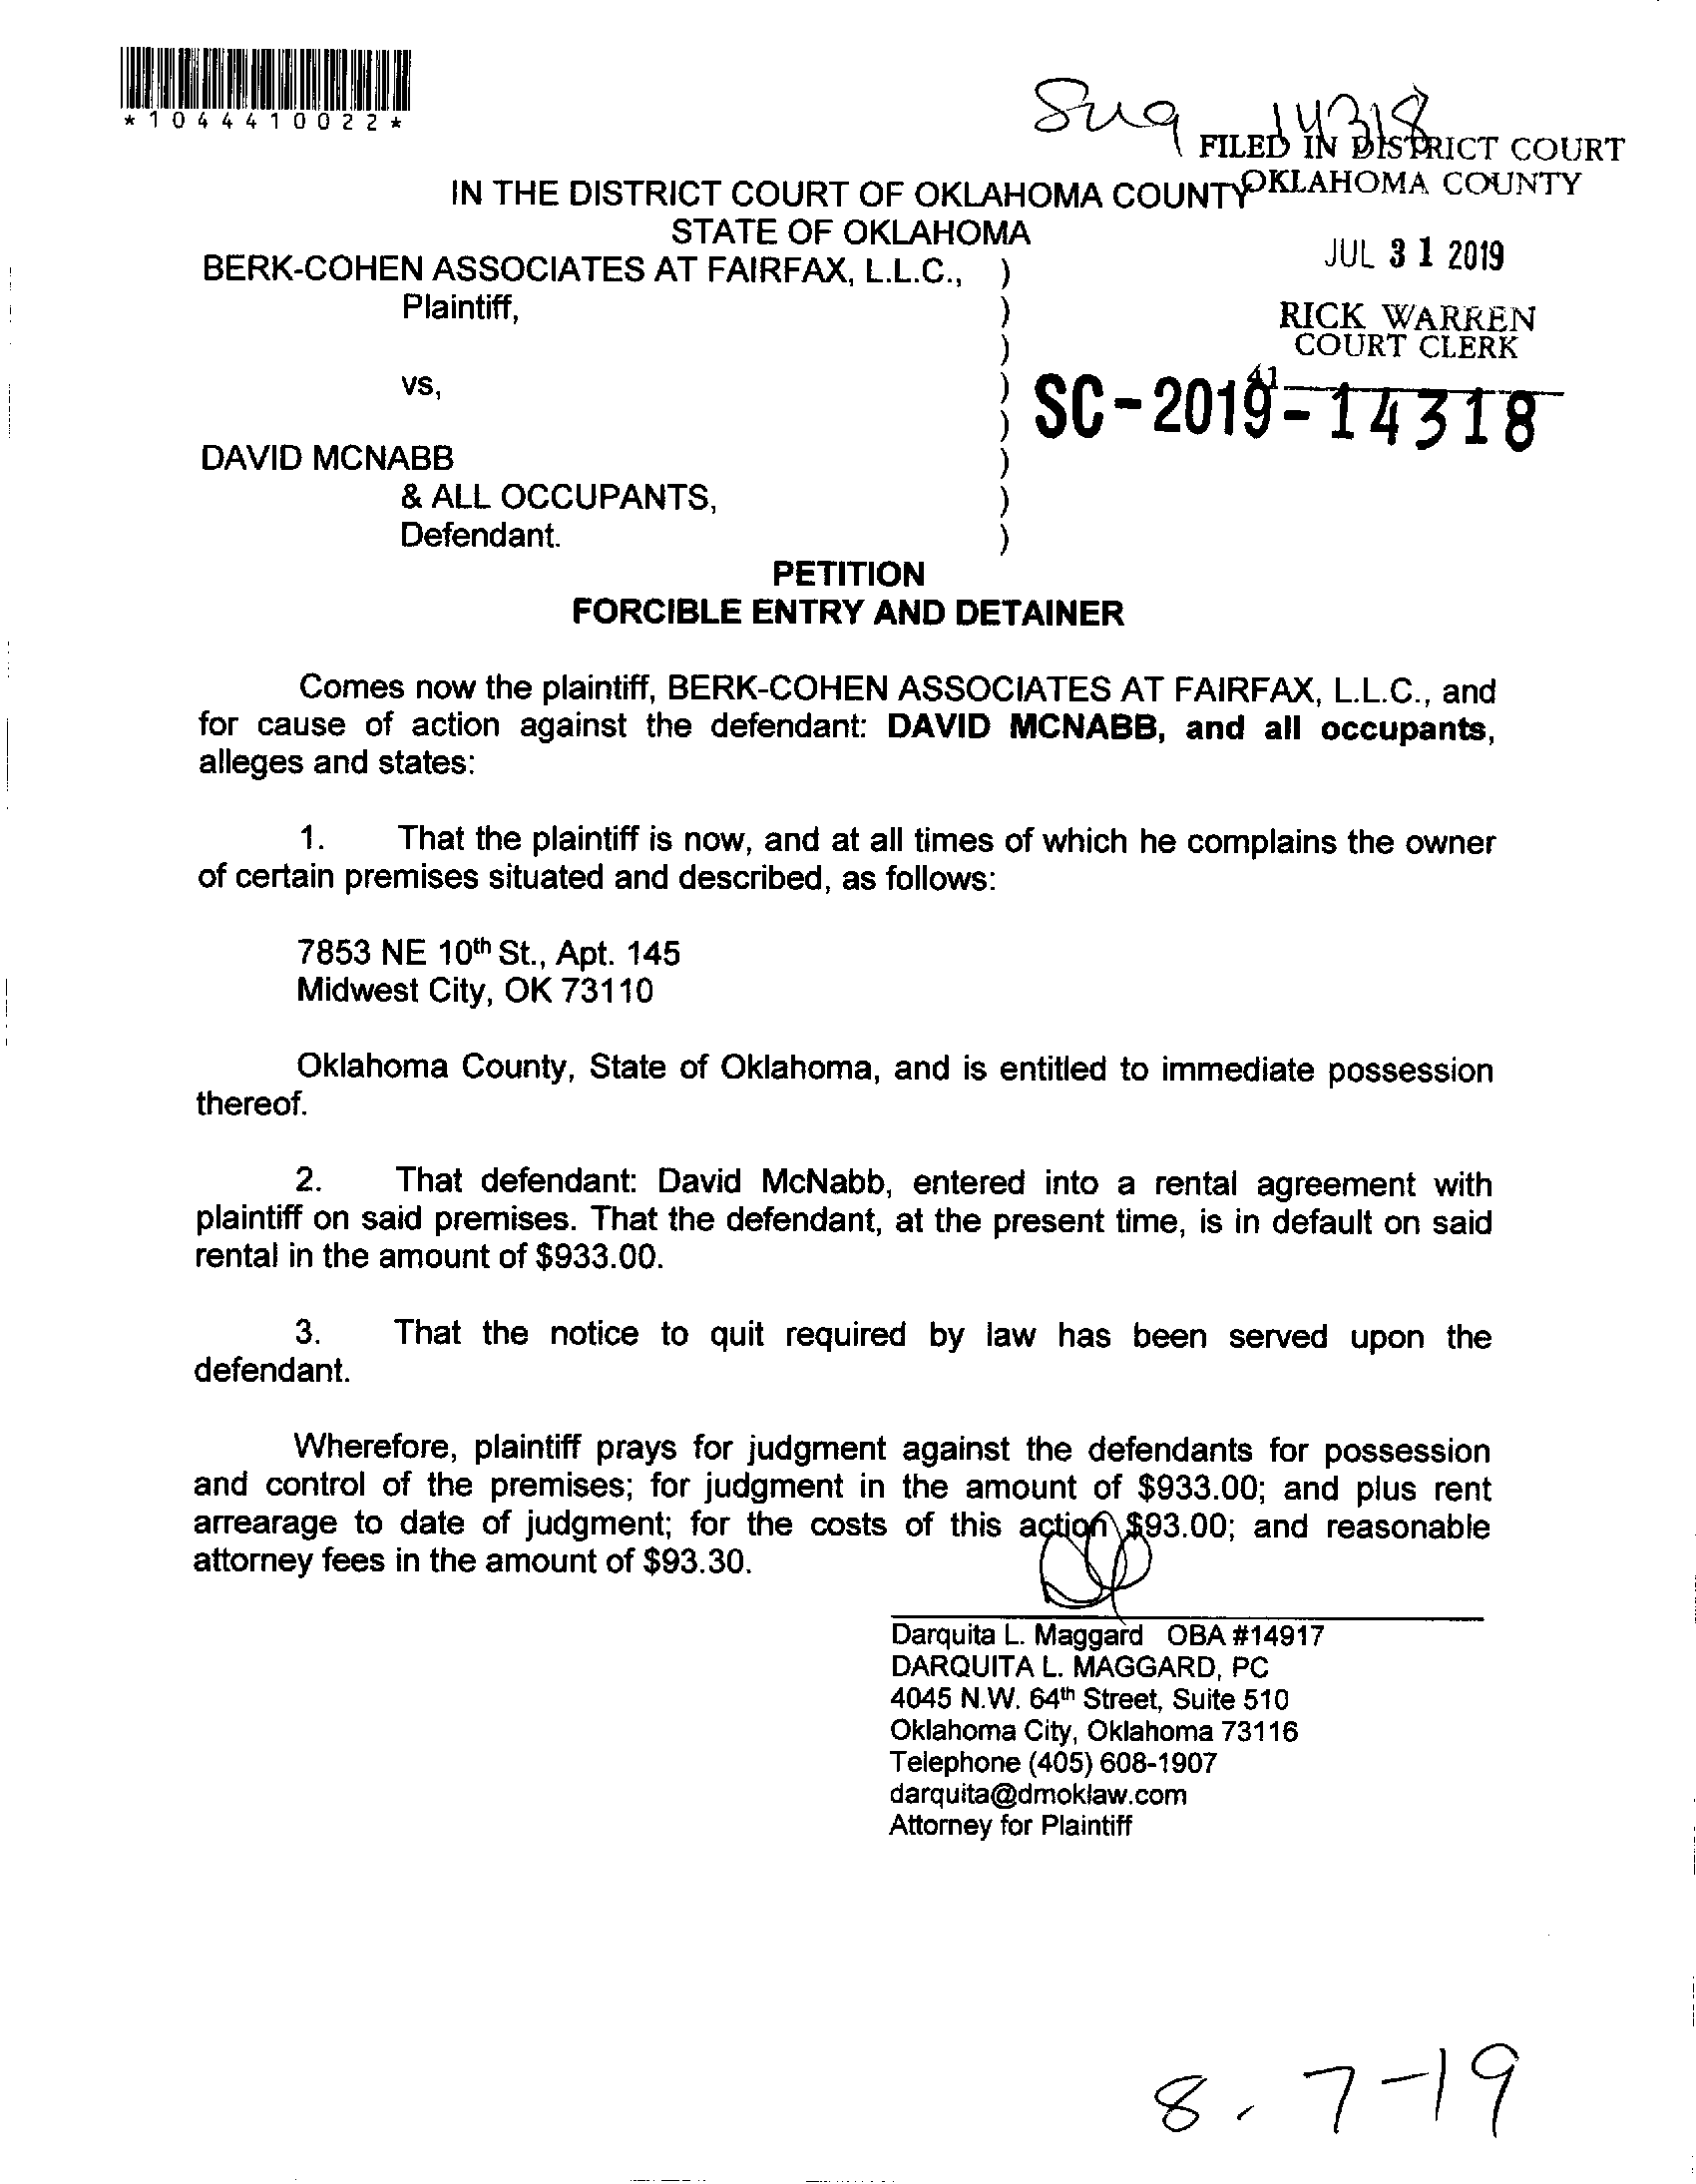 *1044410022*
Sug 14318
FILED IN DISTRICT COURT
OKLAHOMA COUNTY
IN THE DISTRICT COURT OF OKLAHOMA COUNTY
STATE OF OKLAHOMA
JUL 31 2019
BERK-COHEN ASSOCIATES AT FAIRFAX, L.L.C., )
Plaintiff, )
RICK WARREN
COURT CLERK
)
41
vs, )
SC-2019-14318
)
DAVID MCNABB )
& ALL OCCUPANTS, )
Defendant. )
PETITION
FORCIBLE ENTRY AND DETAINER
Comes now the plaintiff, BERK-COHEN ASSOCIATES AT FAIRFAX, L.L.C., and
for cause of action against the defendant: DAVID MCNABB, and all occupants,
alleges and states:
1. That the plaintiff is now, and at all times of which he complains the owner
of certain premises situated and described, as follows:
7853 NE 10th St., Apt. 145
Midwest City, OK 73110
Oklahoma County, State of Oklahoma, and is entitled to immediate possession
thereof.
2. That defendant: David McNabb, entered into a rental agreement with
plaintiff on said premises. That the defendant, at the present time, is in default on said
rental in the amount of $933.00.
3. That the notice to quit required by law has been served upon the
defendant.
Wherefore, plaintiff prays for judgment against the defendants for possession
and control of the premises; for judgment in the amount of $933.00; and plus rent
arrearage to date of judgment; for the costs of this action $93.00; and reasonable
attorney fees in the amount of $93.30.
Darquita L. Maggard OBA #14917
DARQUITA L. MAGGARD, PC
4045 N.W. 64th Street, Suite 510
Oklahoma City, Oklahoma 73116
Telephone (405) 608-1907
darquita@dmoklaw.com
Attorney for Plaintiff
8-7-19